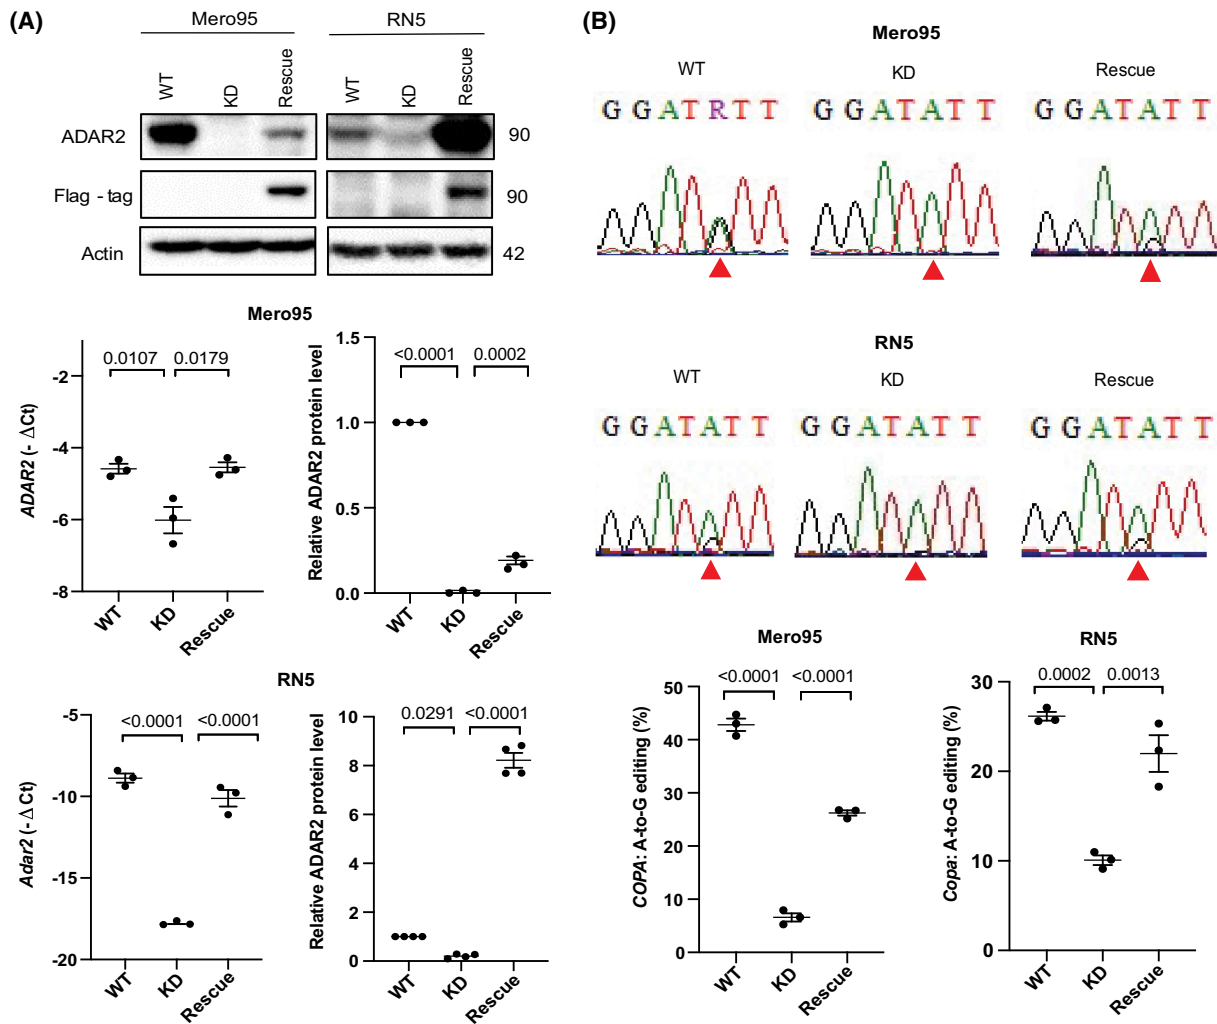 (A)
Mero95
RN5
WT
KD
Rescue
WT
KD
Rescue
ADAR2
90
Flag - tag
90
Actin
42
Mero95
ADAR2 (- ΔCt)
-2
-4
-6
-8
0.0107
0.0179
WT
KD
Rescue
Relative ADAR2 protein level
1.5
1.0
0.5
0.0
<0.0001
0.0002
WT
KD
Rescue
RN5
Adar2 (- Δ Ct)
-5
-10
-15
-20
<0.0001
<0.0001
WT
KD
Rescue
Relative ADAR2 protein level
10
8
6
4
2
0
0.0291
<0.0001
WT
KD
Rescue
(B)
Mero95
WT
KD
Rescue
G G A T R T T
G G A T A T T
G G A T A T T
RN5
WT
KD
Rescue
G G A T A T T
G G A T A T T
G G A T A T T
Mero95
COPA: A-to-G editing (%)
50
40
30
20
10
0
<0.0001
<0.0001
WT
KD
Rescue
RN5
Copa: A-to-G editing (%)
30
20
10
0
0.0002
0.0013
WT
KD
Rescue